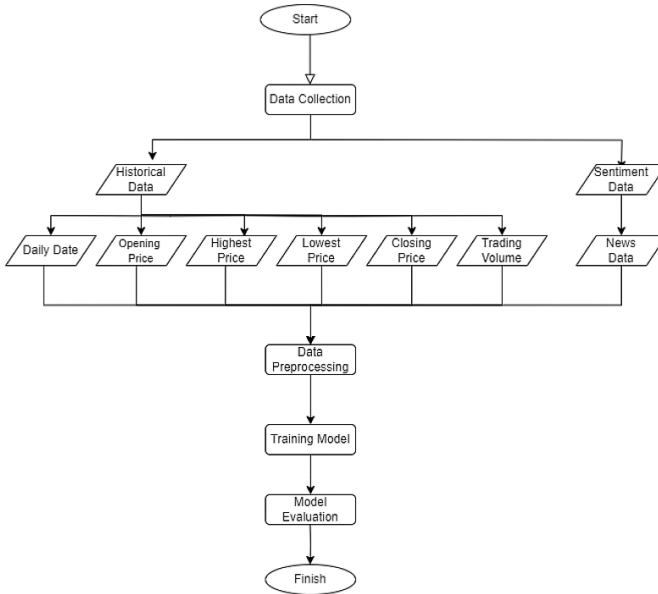 Start
Data Collection
Historical
Data
Sentiment
Data
Daily Date
Opening
Price
Highest
Price
Lowest
Price
Closing
Price
Trading
Volume
News
Data
Data
Preprocessing
Training Model
Model
Evaluation
Finish